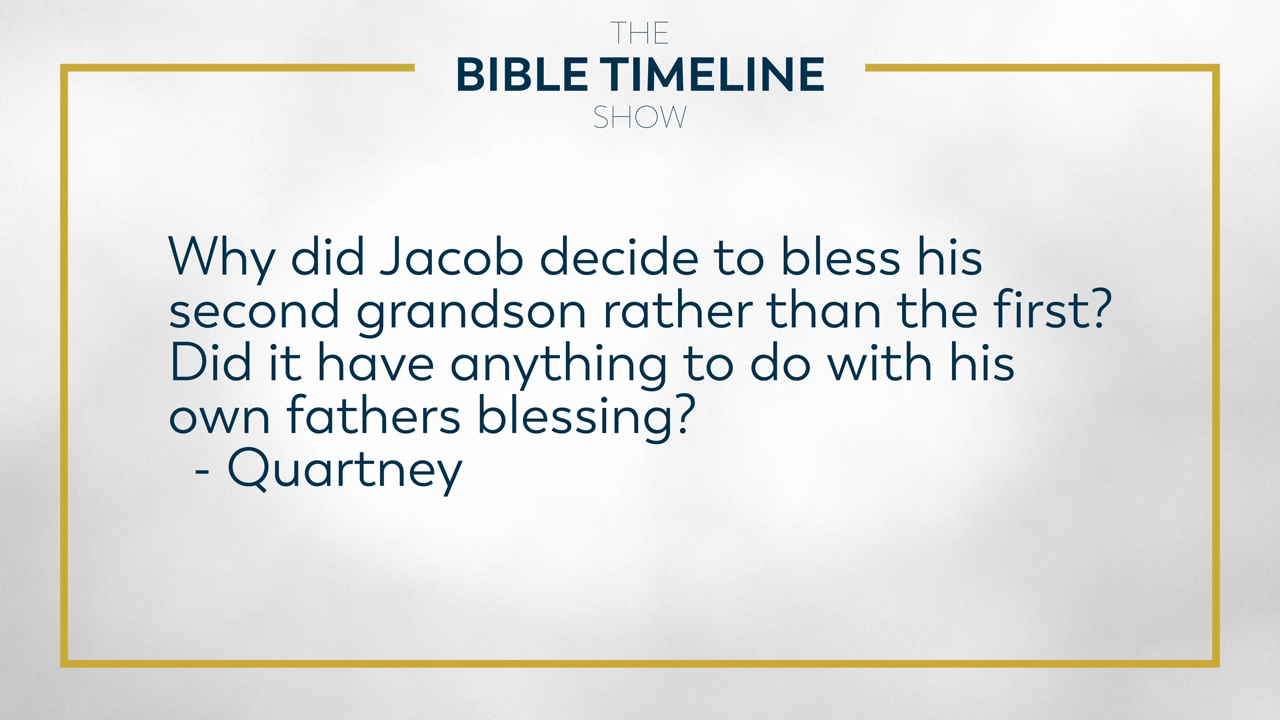 THE
BIBLE TIMELINE
SHOW
Why did Jacob decide to bless his
second grandson rather than the first?
Did it have anything to do with his
own fathers blessing?
- Quartney